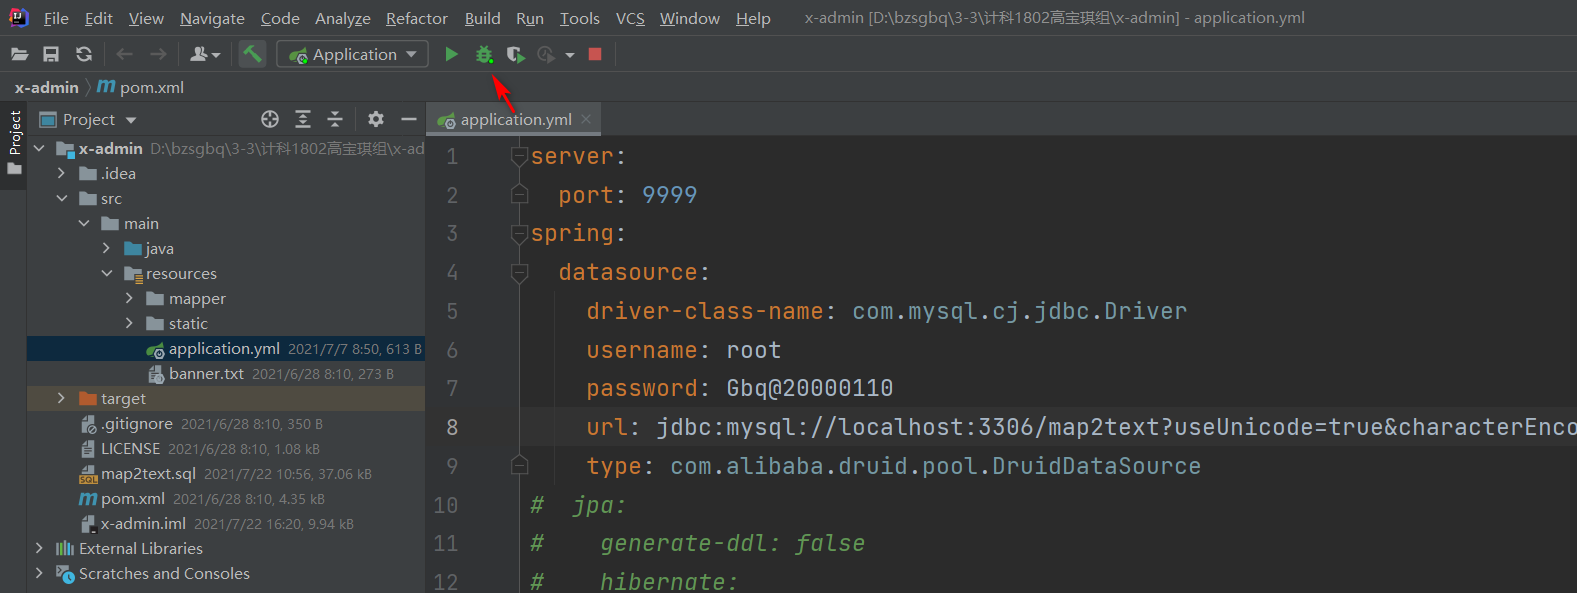 File Edit View Navigate Code Analyze Refactor Build Run Tools VCS Window Help x-admin [D:\bzsgbq\3-3\计科1802高宝琪组\x-admin] - application.yml
Application
x-admin pom.xml
Project
Project
application.yml
x-admin D:\bzsgbq\3-3\计科1802高宝琪组\x-ad
.idea
src
main
java
resources
mapper
static
application.yml 2021/7/7 8:50, 613 B
banner.txt 2021/6/28 8:10, 273 B
target
.gitignore 2021/6/28 8:10, 350 B
LICENSE 2021/6/28 8:10, 1.08 kB
map2text.sql 2021/7/22 10:56, 37.06 kB
pom.xml 2021/6/28 8:10, 4.35 kB
x-admin.iml 2021/7/22 16:20, 9.94 kB
External Libraries
Scratches and Consoles
1 server:
2 port: 9999
3 spring:
4 datasource:
5 driver-class-name: com.mysql.cj.jdbc.Driver
6 username: root
7 password: Gbq@20000110
8 url: jdbc:mysql://localhost:3306/map2text?useUnicode=true&characterEnco
9 type: com.alibaba.druid.pool.DruidDataSource
10 # jpa:
11 # generate-ddl: false
12 # hibernate: